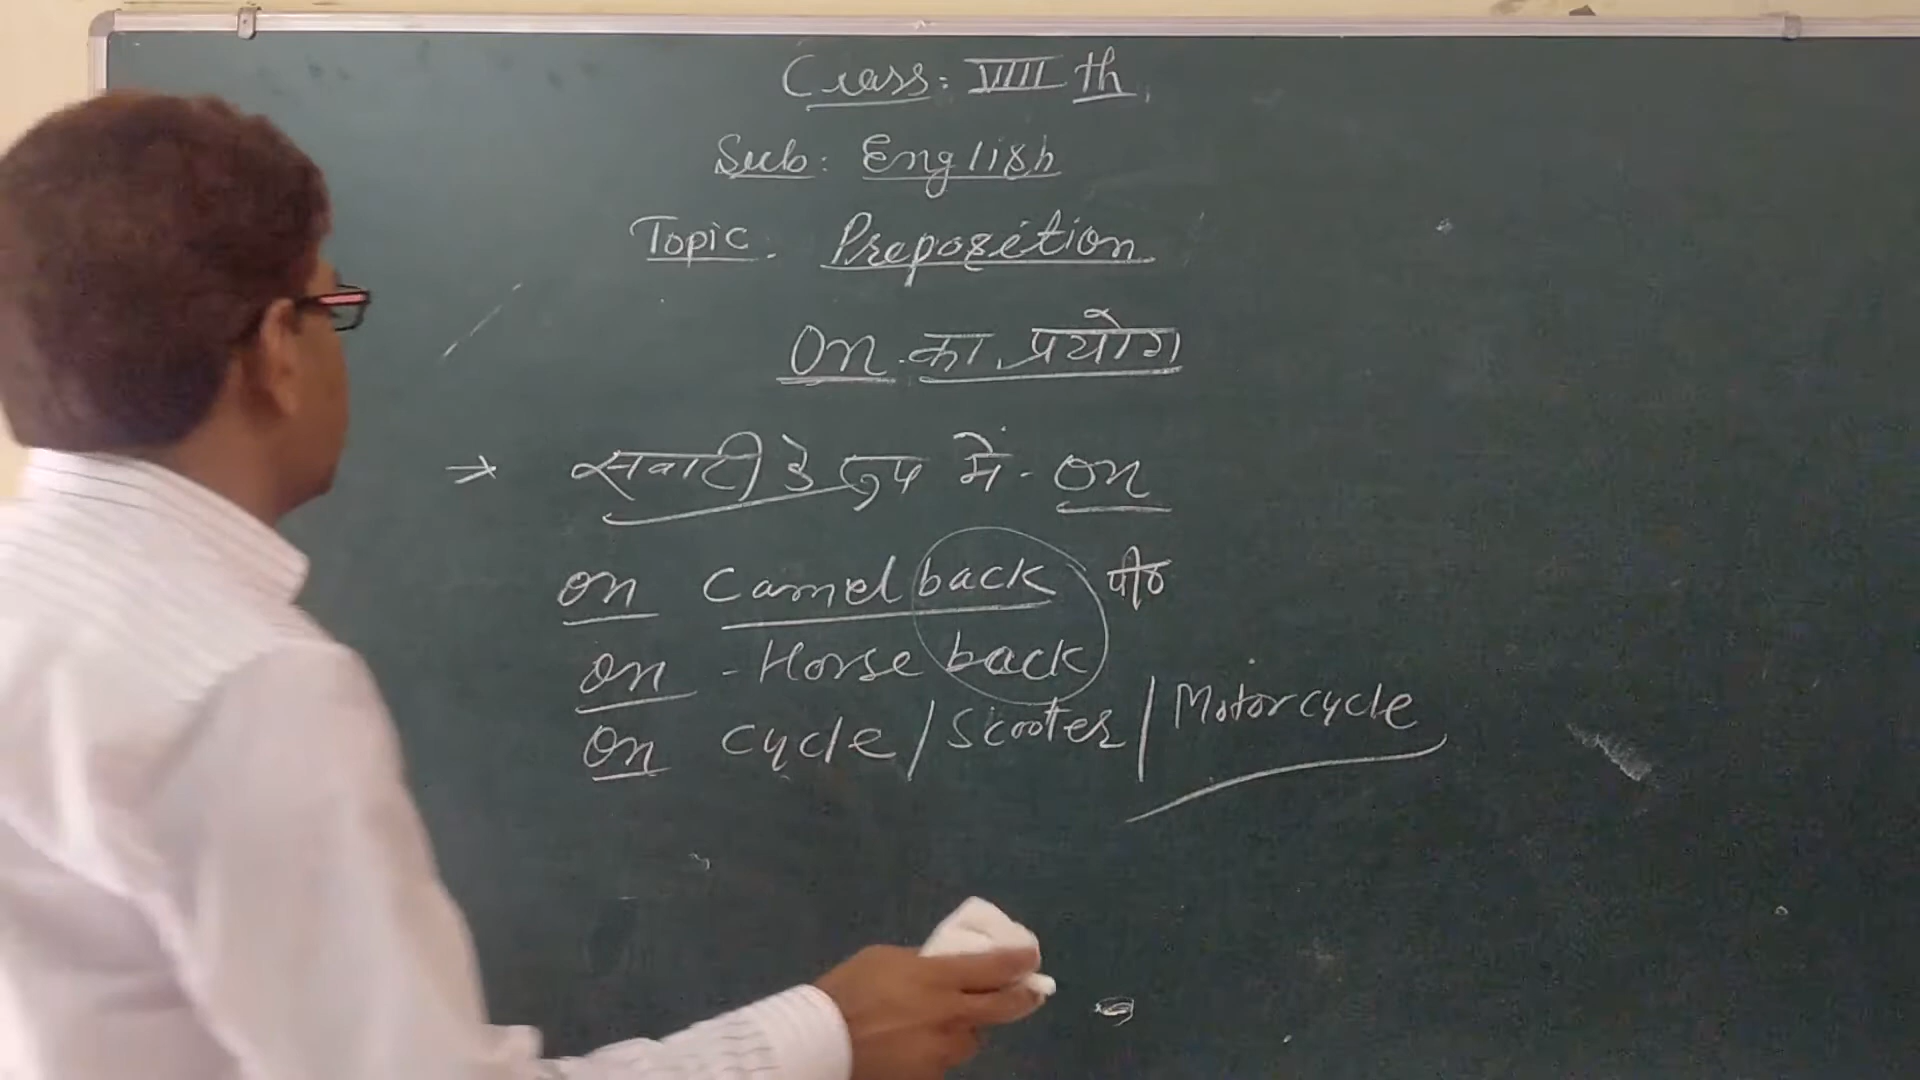 Class: VIII th
Sub: English
Topic. Preposition
On का प्रयोग
→ सवारी के रूप में - On
on Camel back पीठ
on - Horse back
On cycle/Scooter/Motorcycle